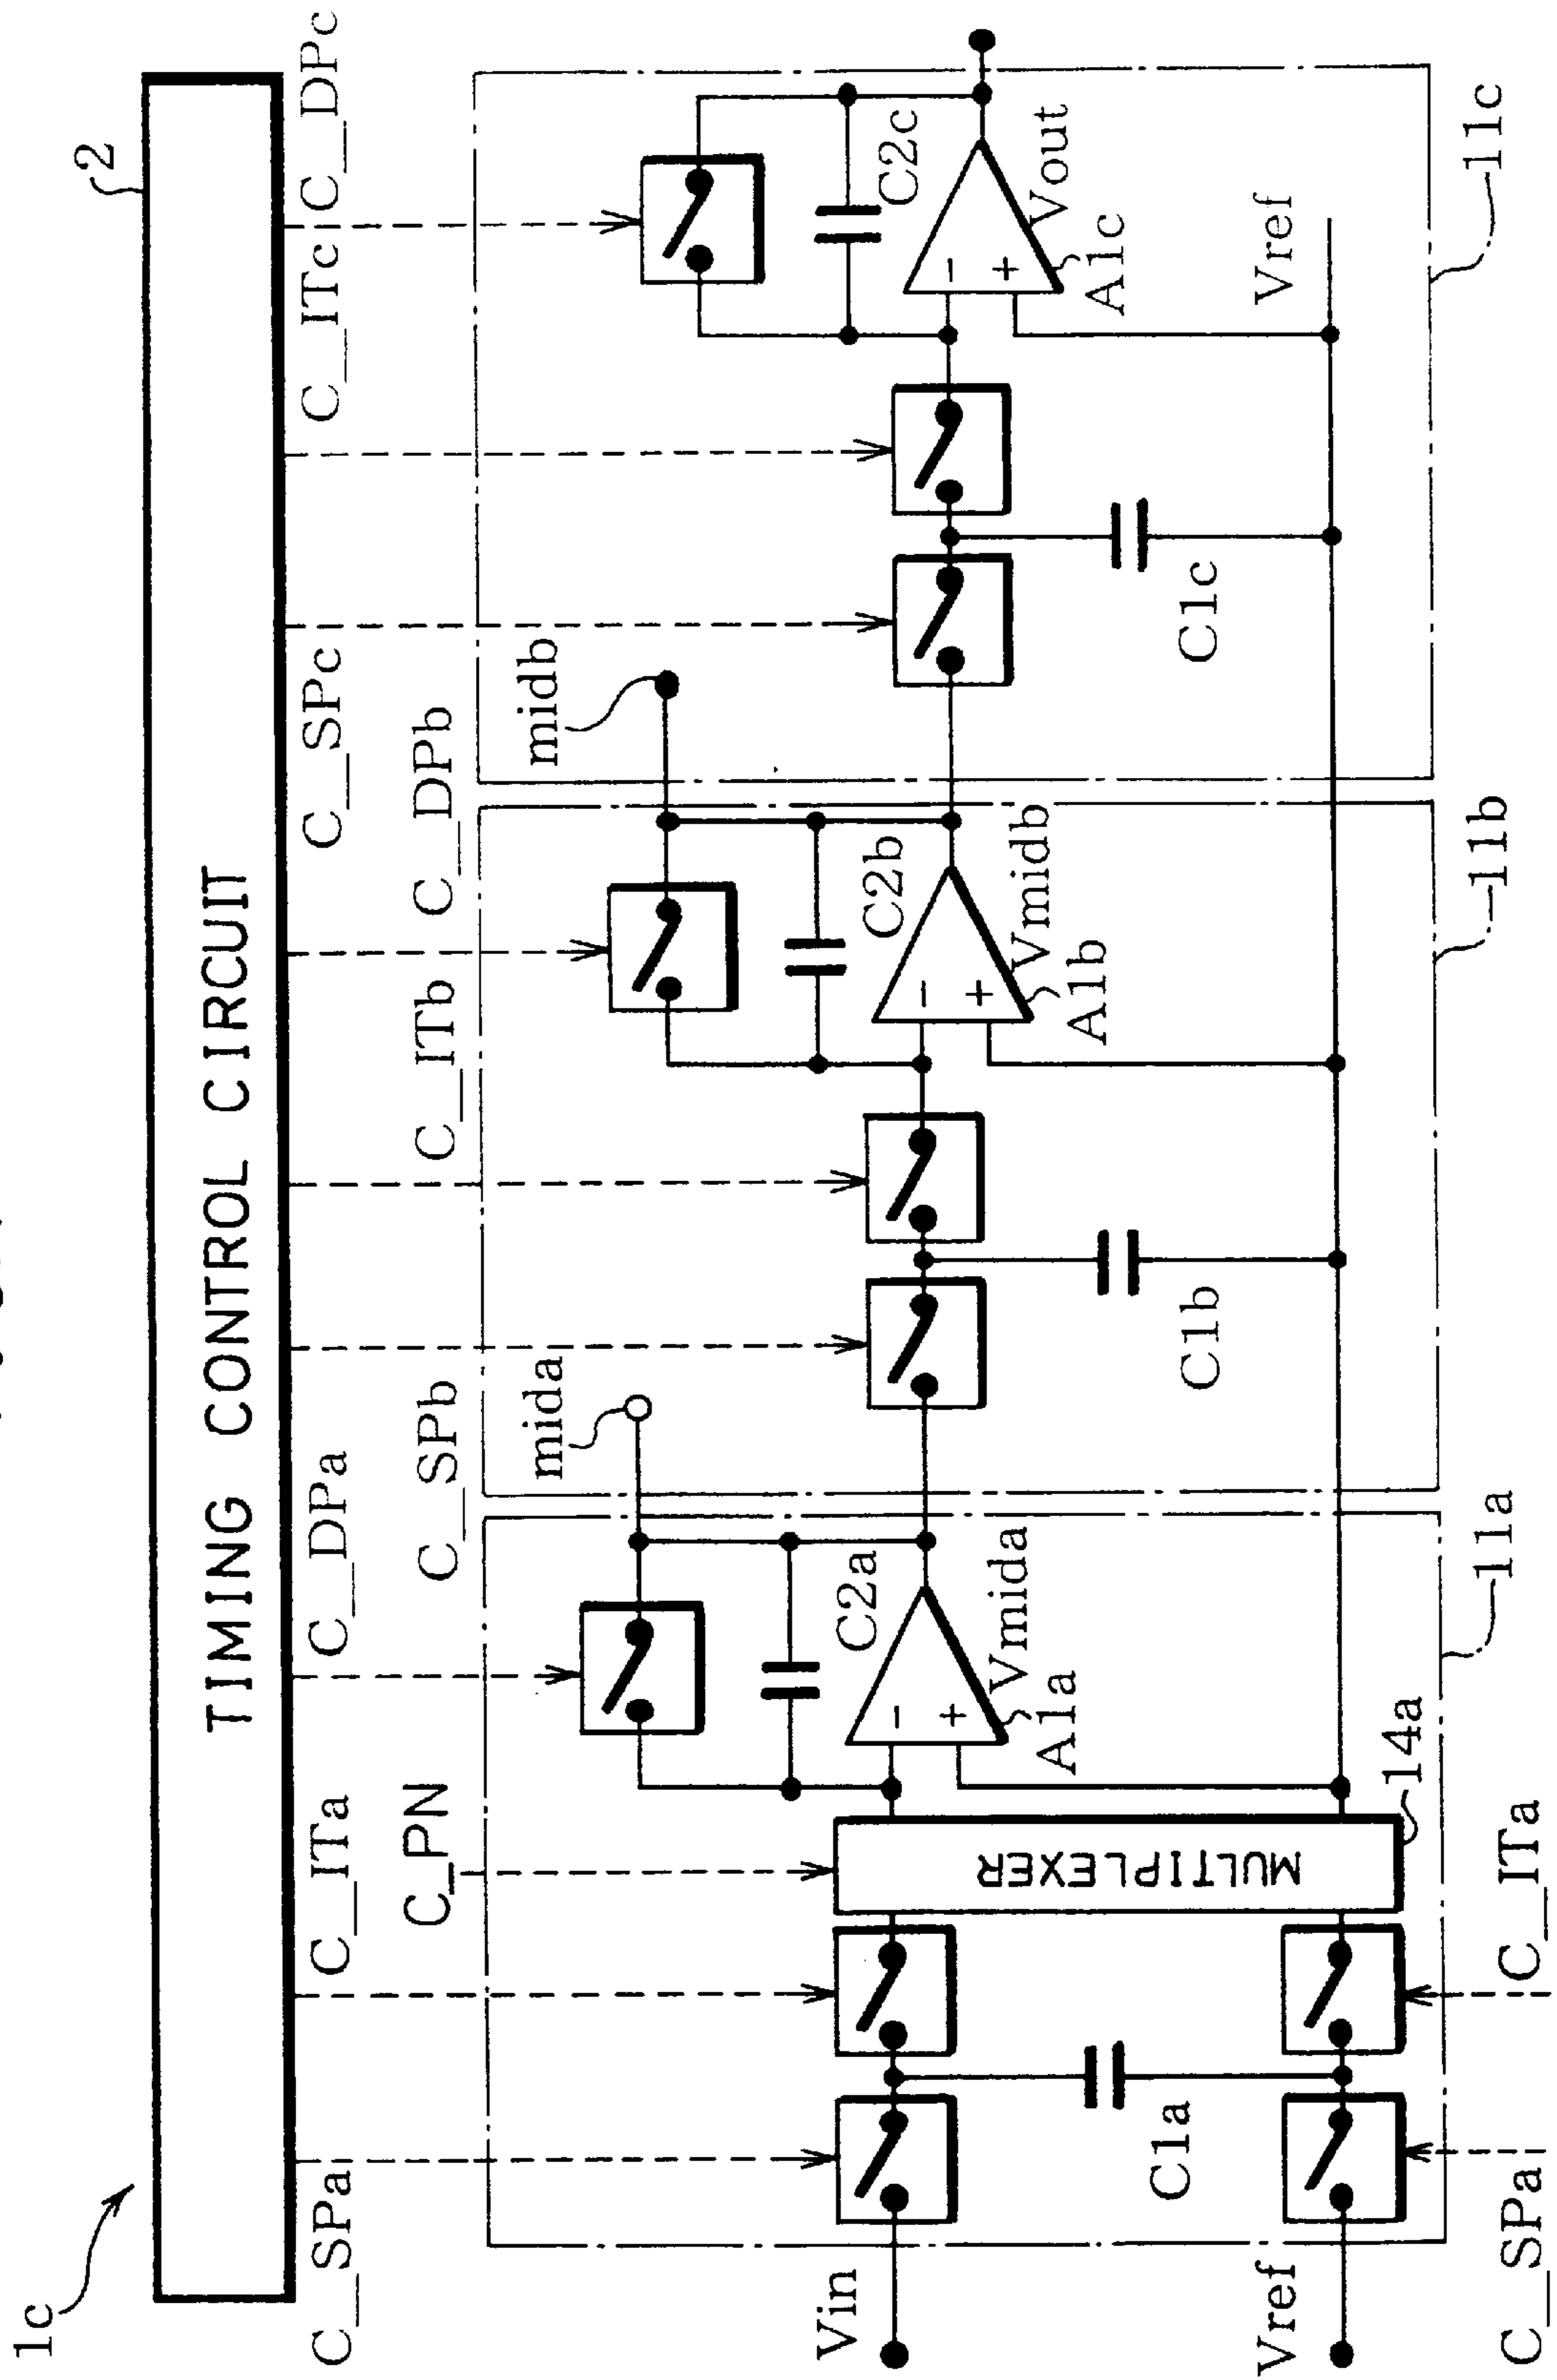 1c
2
TIMING CONTROL CIRCUIT
C_SPa
C_ITa
C_DPa
C_SPc
C_ITc
C_DPc
C_PN
C_SPb
C_ITb
C_DPb
mida
midb
C2a
C2b
C2c
Vin
MULTIPLEXER
-
+
Vmida
A1a
-
+
Vmidb
A1b
-
+
Vout
A1c
C1a
C1b
C1c
Vref
Vref
14a
11a
11b
11c
C_SPa
C_ITa